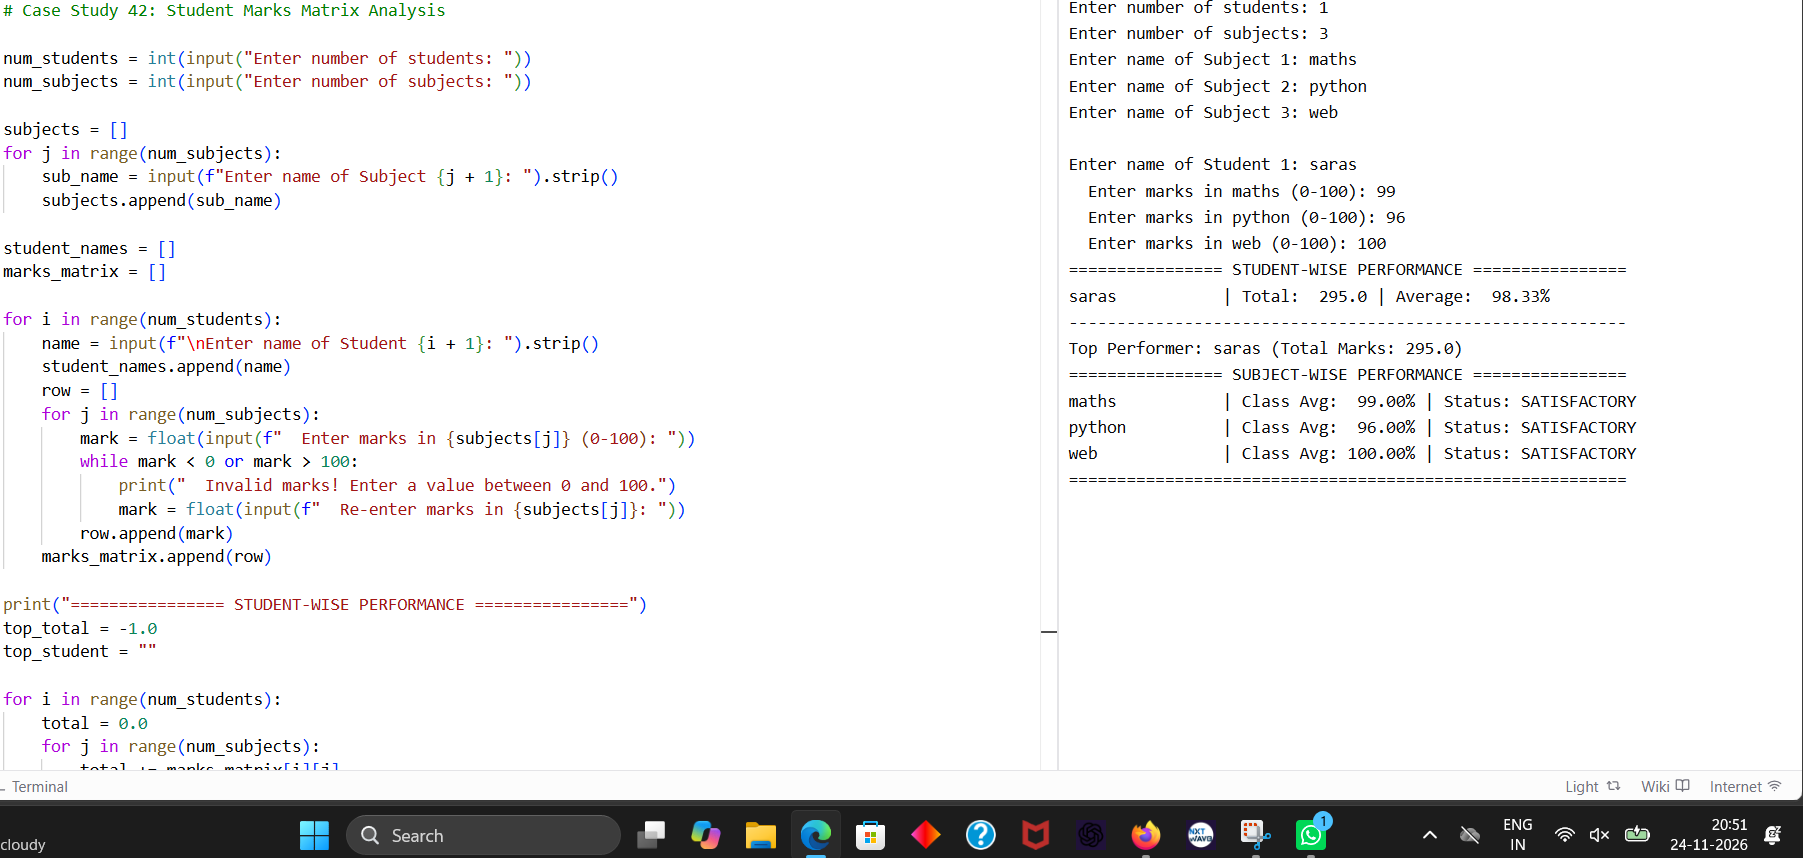 # Case Study 42: Student Marks Matrix Analysis
num_students = int(input("Enter number of students: "))
num_subjects = int(input("Enter number of subjects: "))
subjects = []
for j in range(num_subjects):
    sub_name = input(f"Enter name of Subject {j + 1}: ").strip()
    subjects.append(sub_name)
student_names = []
marks_matrix = []
for i in range(num_students):
    name = input(f"\nEnter name of Student {i + 1}: ").strip()
    student_names.append(name)
    row = []
    for j in range(num_subjects):
        mark = float(input(f"  Enter marks in {subjects[j]} (0-100): "))
        while mark < 0 or mark > 100:
            print("  Invalid marks! Enter a value between 0 and 100.")
            mark = float(input(f"  Re-enter marks in {subjects[j]}: "))
        row.append(mark)
    marks_matrix.append(row)
print("================ STUDENT-WISE PERFORMANCE ================")
top_total = -1.0
top_student = ""
for i in range(num_students):
    total = 0.0
    for j in range(num_subjects):
        total += marks_matrix[i][j]
Enter number of students: 1
Enter number of subjects: 3
Enter name of Subject 1: maths
Enter name of Subject 2: python
Enter name of Subject 3: web
Enter name of Student 1: saras
  Enter marks in maths (0-100): 99
  Enter marks in python (0-100): 96
  Enter marks in web (0-100): 100
================ STUDENT-WISE PERFORMANCE ================
saras           | Total:  295.0 | Average:  98.33%
----------------------------------------------------------
Top Performer: saras (Total Marks: 295.0)
================ SUBJECT-WISE PERFORMANCE ================
maths           | Class Avg:  99.00% | Status: SATISFACTORY
python          | Class Avg:  96.00% | Status: SATISFACTORY
web             | Class Avg: 100.00% | Status: SATISFACTORY
==========================================================
Terminal
Light Wiki Internet
cloudy
Search
NXT WAVE
1
ENG
IN
20:51
24-11-2026